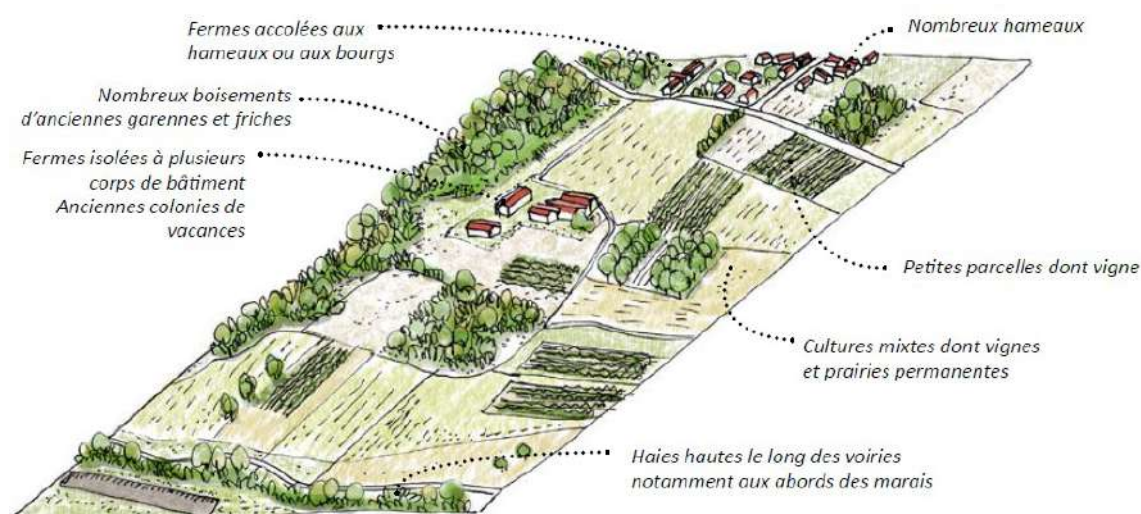 Fermes accolées aux
hameaux ou aux bourgs
Nombreux hameaux
Nombreux boisements
d'anciennes garennes et friches
Fermes isolées à plusieurs
corps de bâtiment
Anciennes colonies de
vacances
Petites parcelles dont vigne
Cultures mixtes dont vignes
et prairies permanentes
Haies hautes le long des voiries
notamment aux abords des marais